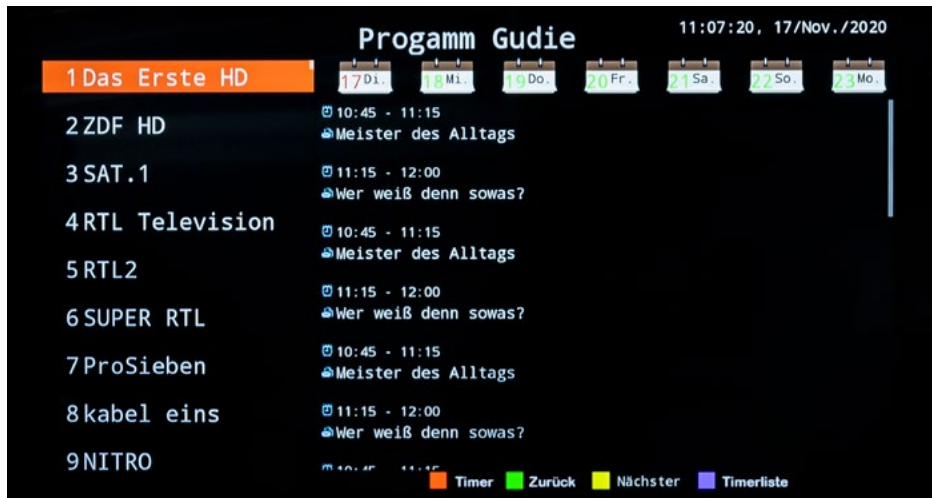 Progamm Gudie
11:07:20, 17/Nov./2020
1 Das Erste HD
17 Di.
18 Mi.
19 Do.
20 Fr.
21 Sa.
22 So.
23 Mo.
2 ZDF HD
3 SAT.1
4 RTL Television
5 RTL2
6 SUPER RTL
7 ProSieben
8 kabel eins
9 NITRO
10:45 - 11:15
Meister des Alltags
11:15 - 12:00
Wer weiß denn sowas?
10:45 - 11:15
Meister des Alltags
11:15 - 12:00
Wer weiß denn sowas?
10:45 - 11:15
Meister des Alltags
11:15 - 12:00
Wer weiß denn sowas?
Timer
Zurück
Nächster
Timerliste